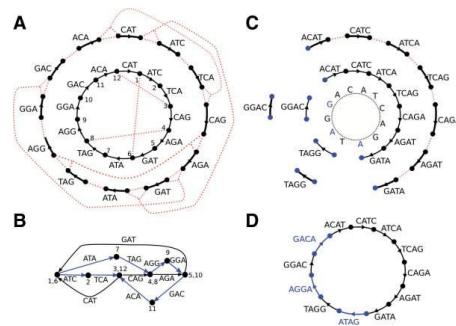 A
CAT
ACA
ATC
GAC
TCA
GGA
CAG
AGG
AGA
TAG
GAT
ATA
CAT
ACA
ATC
GAC
TCA
GGA
CAG
AGG
AGA
TAG
GAT
ATA
12
1
11
2
10
3
9
4
8
5
7
6
B
GAT
7
9
ATA
TAG
AGG
GGA
1,6
ATC
2
TCA
3,12
CAG
4,8
AGA
5,10
CAT
ACA
GAC
11
C
CATC
ACAT
ATCA
CATC
ACAT
ATCA
TCAG
TCAG
GGAC
GGAC
CAGA
CAGA
TAGG
AGAT
AGAT
GATA
TAGG
GATA
A
C
A
T
C
A
G
A
T
A
G
G
D
CATC
ACAT
ATCA
GACA
TCAG
GGAC
CAGA
AGGA
AGAT
ATAG
GATA